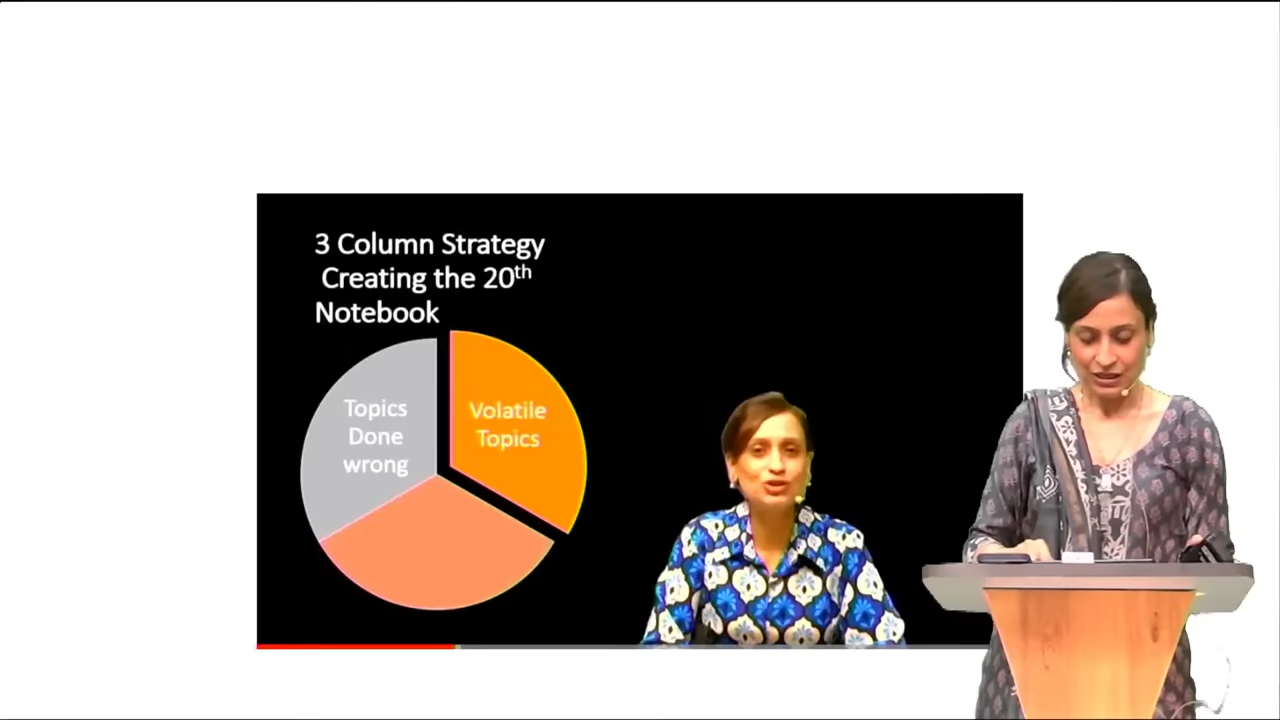 3 Column Strategy
Creating the 20th
Notebook
Topics
Done
wrong
Volatile
Topics